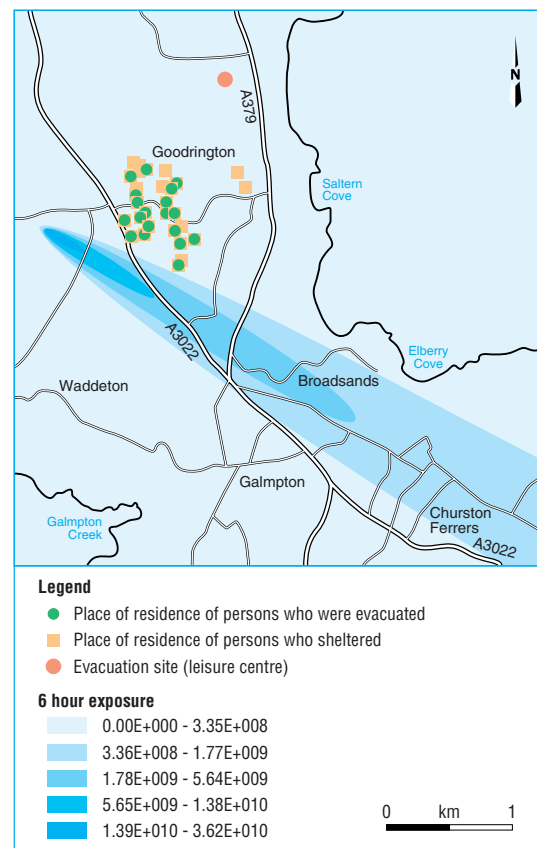 N
A379
Goodrington
Saltern
Cove
A3022
Elberry
Cove
Waddeton
Broadsands
Galmpton
Galmpton
Creek
Churston
Ferrers
A3022
Legend
Place of residence of persons who were evacuated
Place of residence of persons who sheltered
Evacuation site (leisure centre)
6 hour exposure
0.00E+000 - 3.35E+008
3.36E+008 - 1.77E+009
1.78E+009 - 5.64E+009
5.65E+009 - 1.38E+010
1.39E+010 - 3.62E+010
0 km 1